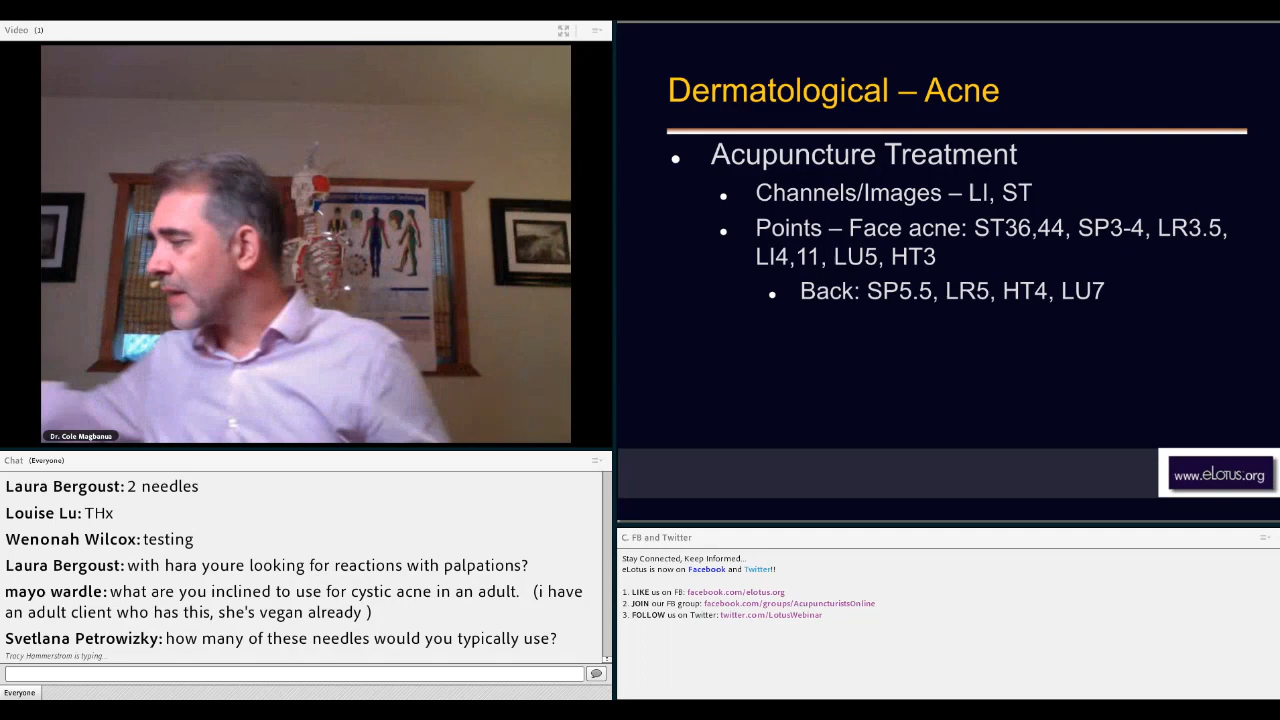 Video (1)
Dr. Cole Magbanua
Chat (Everyone)
Laura Bergoust: 2 needles
Louise Lu: THx
Wenonah Wilcox: testing
Laura Bergoust: with hara youre looking for reactions with palpations?
mayo wardle: what are you inclined to use for cystic acne in an adult. (i have
an adult client who has this, she's vegan already )
Svetlana Petrowizky: how many of these needles would you typically use?
Tracy Hammerstrom is typing...
Everyone
Dermatological – Acne
Acupuncture Treatment
Channels/Images – LI, ST
Points – Face acne: ST36,44, SP3-4, LR3.5,
LI4,11, LU5, HT3
Back: SP5.5, LR5, HT4, LU7
www.eLotus.org
C. FB and Twitter
Stay Connected, Keep Informed...
eLotus is now on Facebook and Twitter!!
1. LIKE us on FB: facebook.com/elotus.org
2. JOIN our FB group: facebook.com/groups/AcupuncturistsOnline
3. FOLLOW us on Twitter: twitter.com/LotusWebinar